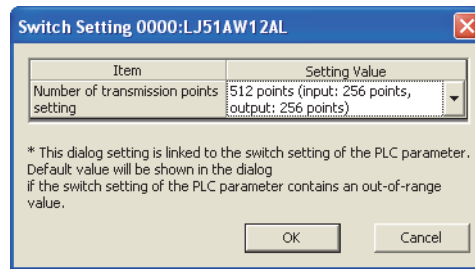 Switch Setting 0000:LJ51AW12AL
Item
Setting Value
Number of transmission points
setting
512 points (input: 256 points,
output: 256 points)
* This dialog setting is linked to the switch setting of the PLC parameter.
Default value will be shown in the dialog
if the switch setting of the PLC parameter contains an out-of-range
value.
OK
Cancel